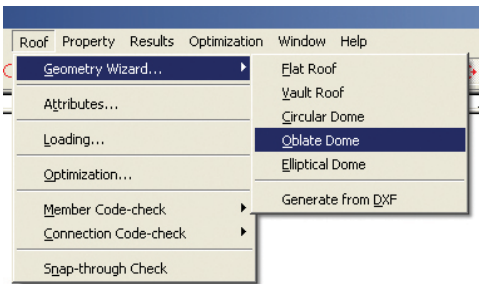 Roof Property Results Optimization Window Help
Geometry Wizard...
Attributes...
Loading...
Optimization...
Member Code-check
Connection Code-check
Snap-through Check
Flat Roof
Vault Roof
Circular Dome
Oblate Dome
Elliptical Dome
Generate from DXF